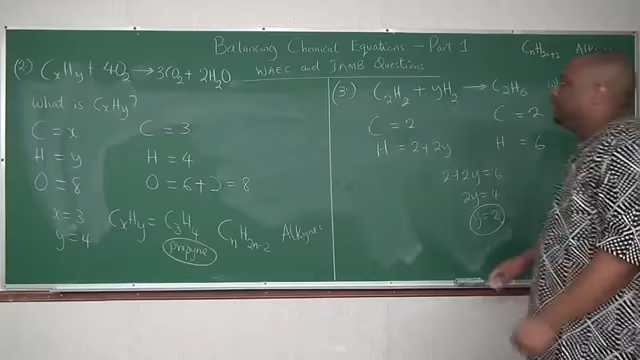 Balancing Chemical Equations - Part 1
WAEC and JAMB Questions
(2.) CxHy + 4O₂ → 3CO₂ + 2H₂O
What is CxHy?
C = x C = 3
H = y H = 4
O = 8 O = 6+2 = 8
x = 3
y = 4
CxHy = C₃H₄
Propyne
CnH2n-2 Alkynes
(3.) C₂H₂ + yH₂ → C₂H₆
C = 2 C = 2
H = 2+2y H = 6
2+2y = 6
2y = 4
y = 2
CnH2n+2